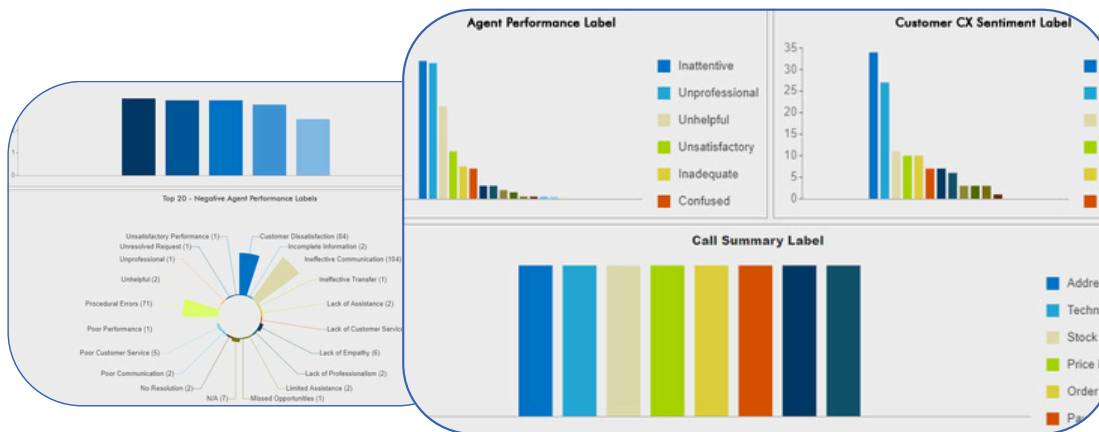 Agent Performance Label
Inattentive
Unprofessional
Unhelpful
Unsatisfactory
Inadequate
Confused
Customer CX Sentiment Label
35
30
25
20
15
10
5
0
5
0
Top 20 - Negative Agent Performance Labels
Unsatisfactory Performance (1)
Customer Dissatisfaction (84)
Unresolved Request (1)
Incomplete Information (2)
Unprofessional (1)
Ineffective Communication (104)
Unhelpful (2)
Ineffective Transfer (1)
Procedural Errors (71)
Lack of Assistance (2)
Poor Performance (1)
Lack of Customer Service
Poor Customer Service (5)
Lack of Empathy (6)
Poor Communication (2)
Lack of Professionalism (2)
No Resolution (2)
Limited Assistance (2)
N/A (7)
Missed Opportunities (1)
Call Summary Label
Addre
Techn
Stock
Price
Order